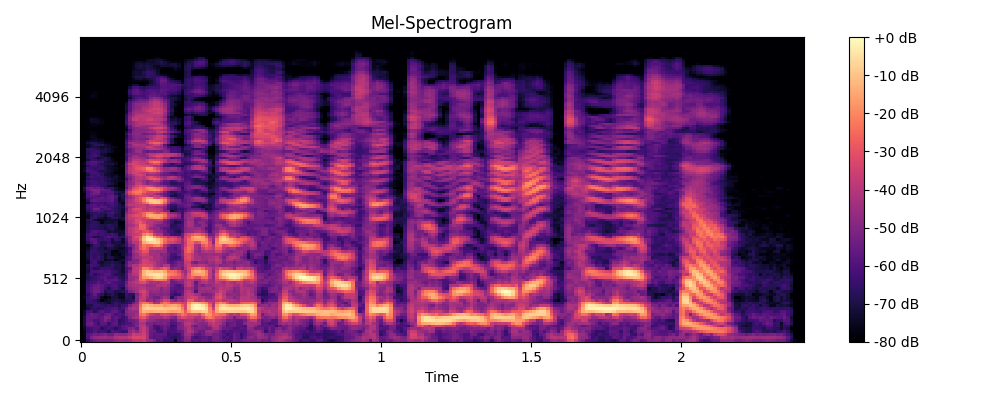 Mel-Spectrogram
+0 dB
-10 dB
4096
-20 dB
-30 dB
2048
Hz
-40 dB
1024
-50 dB
-60 dB
512
-70 dB
0
-80 dB
0 0.5 1 1.5 2
Time